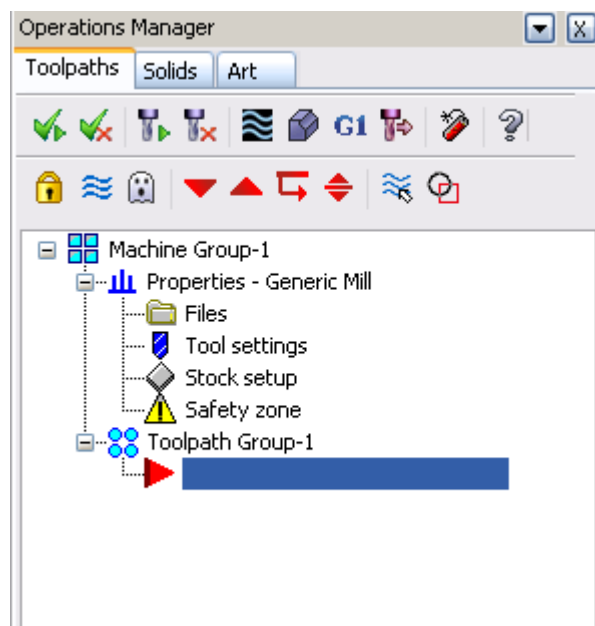 Operations Manager
X
Toolpaths Solids Art
G1
Machine Group-1
Properties - Generic Mill
Files
Tool settings
Stock setup
Safety zone
Toolpath Group-1